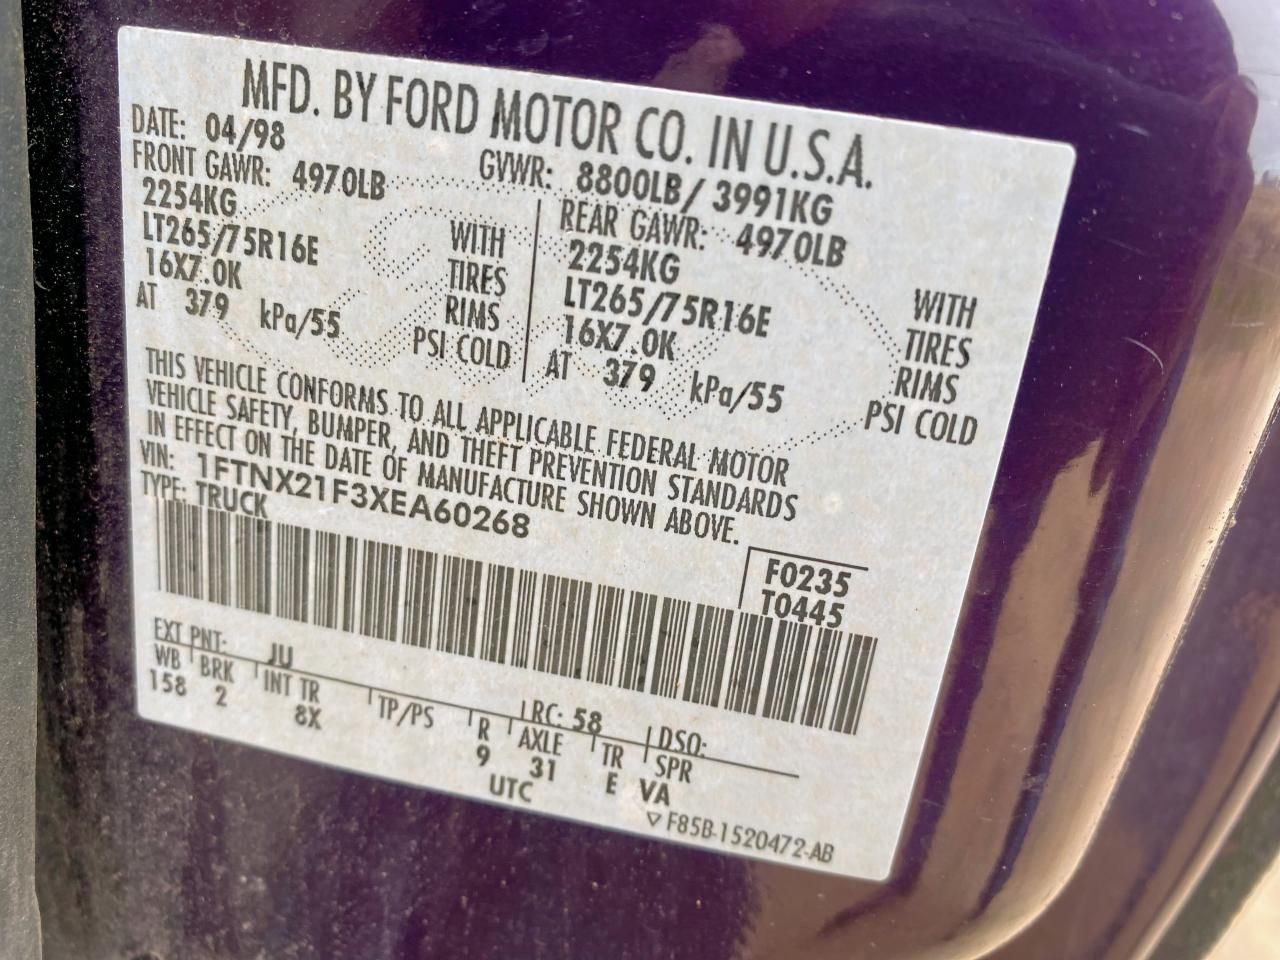 MFD. BY FORD MOTOR CO. IN U.S.A.
DATE: 04/98 GVWR: 8800LB/ 3991KG
FRONT GAWR: 4970LB REAR GAWR: 4970LB
2254KG WITH 2254KG WITH
LT265/75R16E TIRES LT265/75R16E TIRES
16X7.0K RIMS 16X7.0K RIMS
AT 379 kPa/55 PSI COLD AT 379 kPa/55 PSI COLD
THIS VEHICLE CONFORMS TO ALL APPLICABLE FEDERAL MOTOR
VEHICLE SAFETY, BUMPER, AND THEFT PREVENTION STANDARDS
IN EFFECT ON THE DATE OF MANUFACTURE SHOWN ABOVE.
VIN: 1FTNX21F3XEA60268
TYPE: TRUCK
F0235
T0445
EXT PNT: JU RC: 58 DSO:
WB BRK INT TR TP/PS R AXLE TR SPR
158 2 8X 9 31 E VA
UTC
▽ F85B-1520472-AB